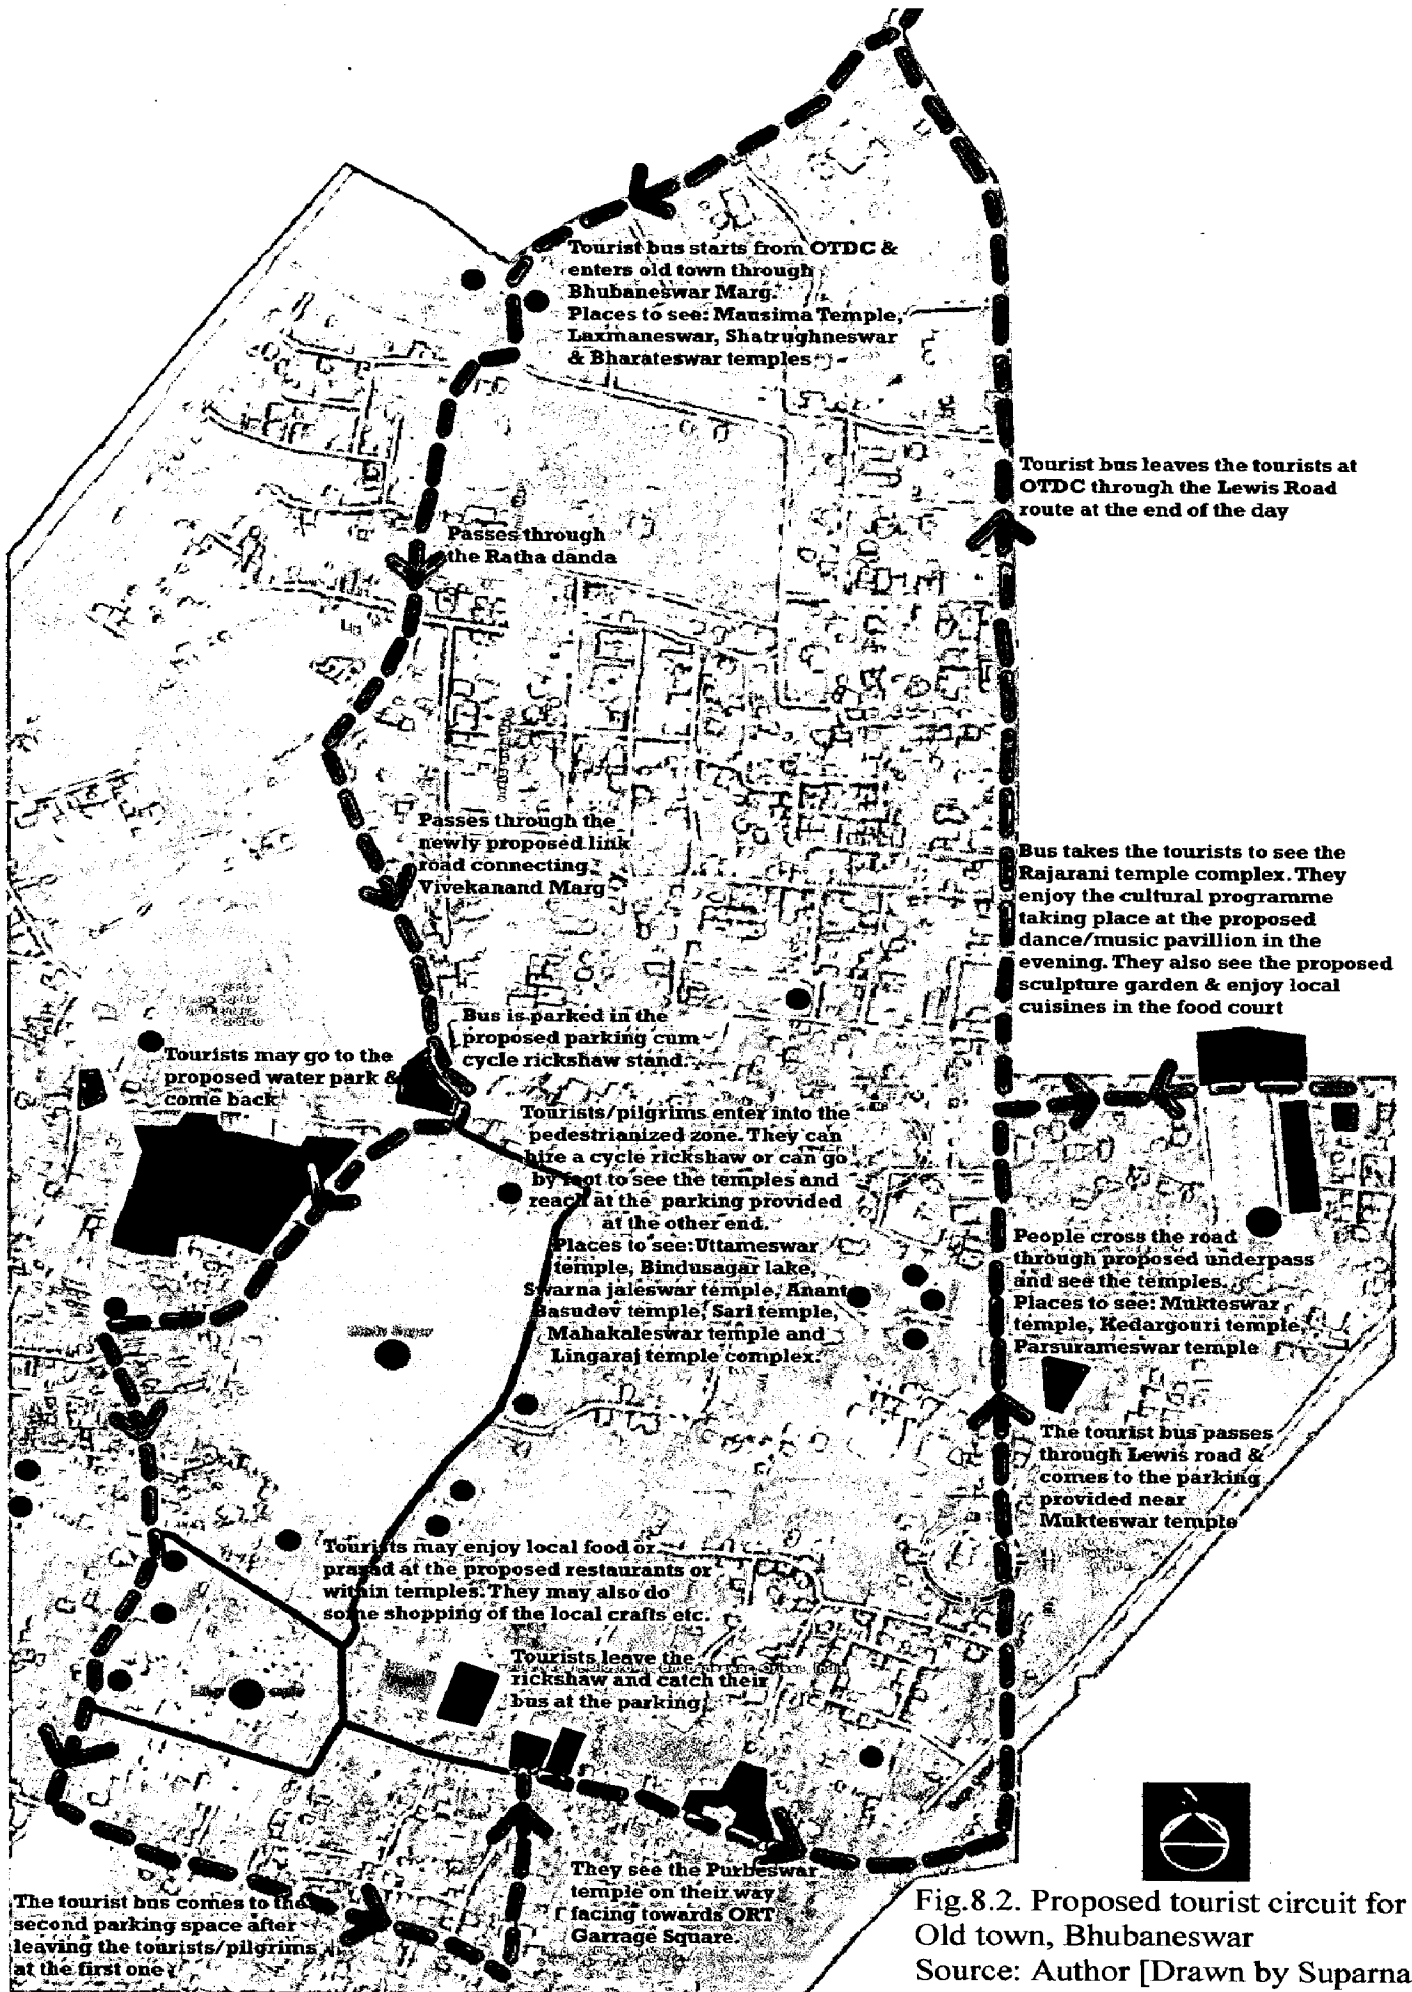 Tourist bus starts from OTDC &
enters old town through
Bhubaneswar Marg.
Places to see: Mausima Temple,
Laxmaneswar, Shatrughneswar
& Bharateswar temples
Tourist bus leaves the tourists at
OTDC through the Lewis Road
route at the end of the day
Passes through
the Ratha danda
Passes through the
newly proposed link
road connecting
Vivekanand Marg
Bus takes the tourists to see the
Rajarani temple complex. They
enjoy the cultural programme
taking place at the proposed
dance/music pavillion in the
evening. They also see the proposed
sculpture garden & enjoy local
cuisines in the food court
Bus is parked in the
proposed parking cum
cycle rickshaw stand.
Tourists may go to the
proposed water park &
come back
Tourists/pilgrims enter into the
pedestrianized zone. They can
hire a cycle rickshaw or can go
by foot to see the temples and
reach at the parking provided
at the other end.
Places to see: Uttameswar
temple, Bindusagar lake,
Swarna jaleswar temple, Anant
Basudev temple, Sari temple,
Mahakaleswar temple and
Lingaraj temple complex.
People cross the road
through proposed underpass
and see the temples.
Places to see: Mukteswar
temple, Kedargouri temple,
Parsurameswar temple
The tourist bus passes
through Lewis road &
comes to the parking
provided near
Mukteswar temple
Tourists may enjoy local food or
prasad at the proposed restaurants or
within temples. They may also do
some shopping of the local crafts etc.
Tourists leave the
rickshaw and catch their
bus at the parking
They see the Purbeswar
temple on their way
facing towards ORT
Garrage Square.
The tourist bus comes to the
second parking space after
leaving the tourists/pilgrims
at the first one
Fig.8.2. Proposed tourist circuit for
Old town, Bhubaneswar
Source: Author [Drawn by Suparna